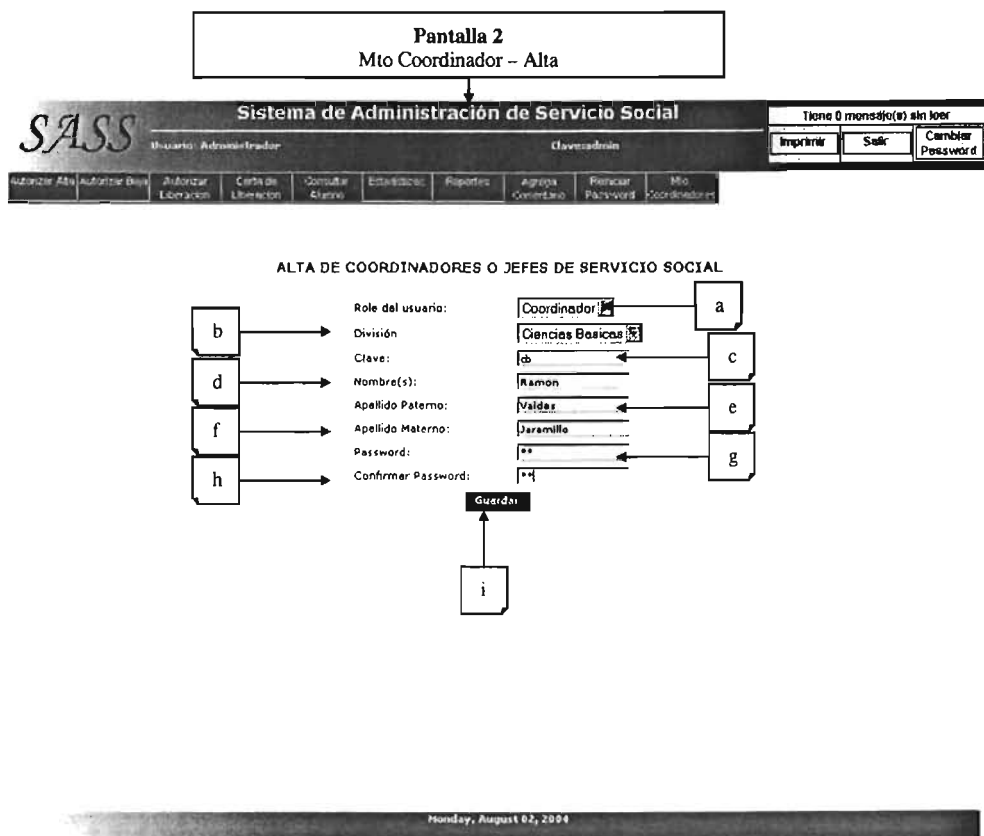 Pantalla 2
Mto Coordinador – Alta
SASS
Sistema de Administración de Servicio Social
Usuario: Administrador
Clave:admin
Tiene 0 mensaje(s) sin leer
Imprimir
Salir
Cambiar Password
Autorizar Alta
Autorizar Baja
Autorizar Liberacion
Carta de Liberacion
Consultar Alumno
Estadisticas
Reportes
Agrega Comentario
Reiniciar Password
Mto Coordinadores
ALTA DE COORDINADORES O JEFES DE SERVICIO SOCIAL
Role del usuario: Coordinador
a
b
División Ciencias Basicas
Clave: cb
c
d
Nombre(s): Ramon
Apellido Paterno: Valdes
e
f
Apellido Materno: Jaramillo
Password: **
g
h
Confirmar Password: **
Guardar
i
Monday, August 02, 2004